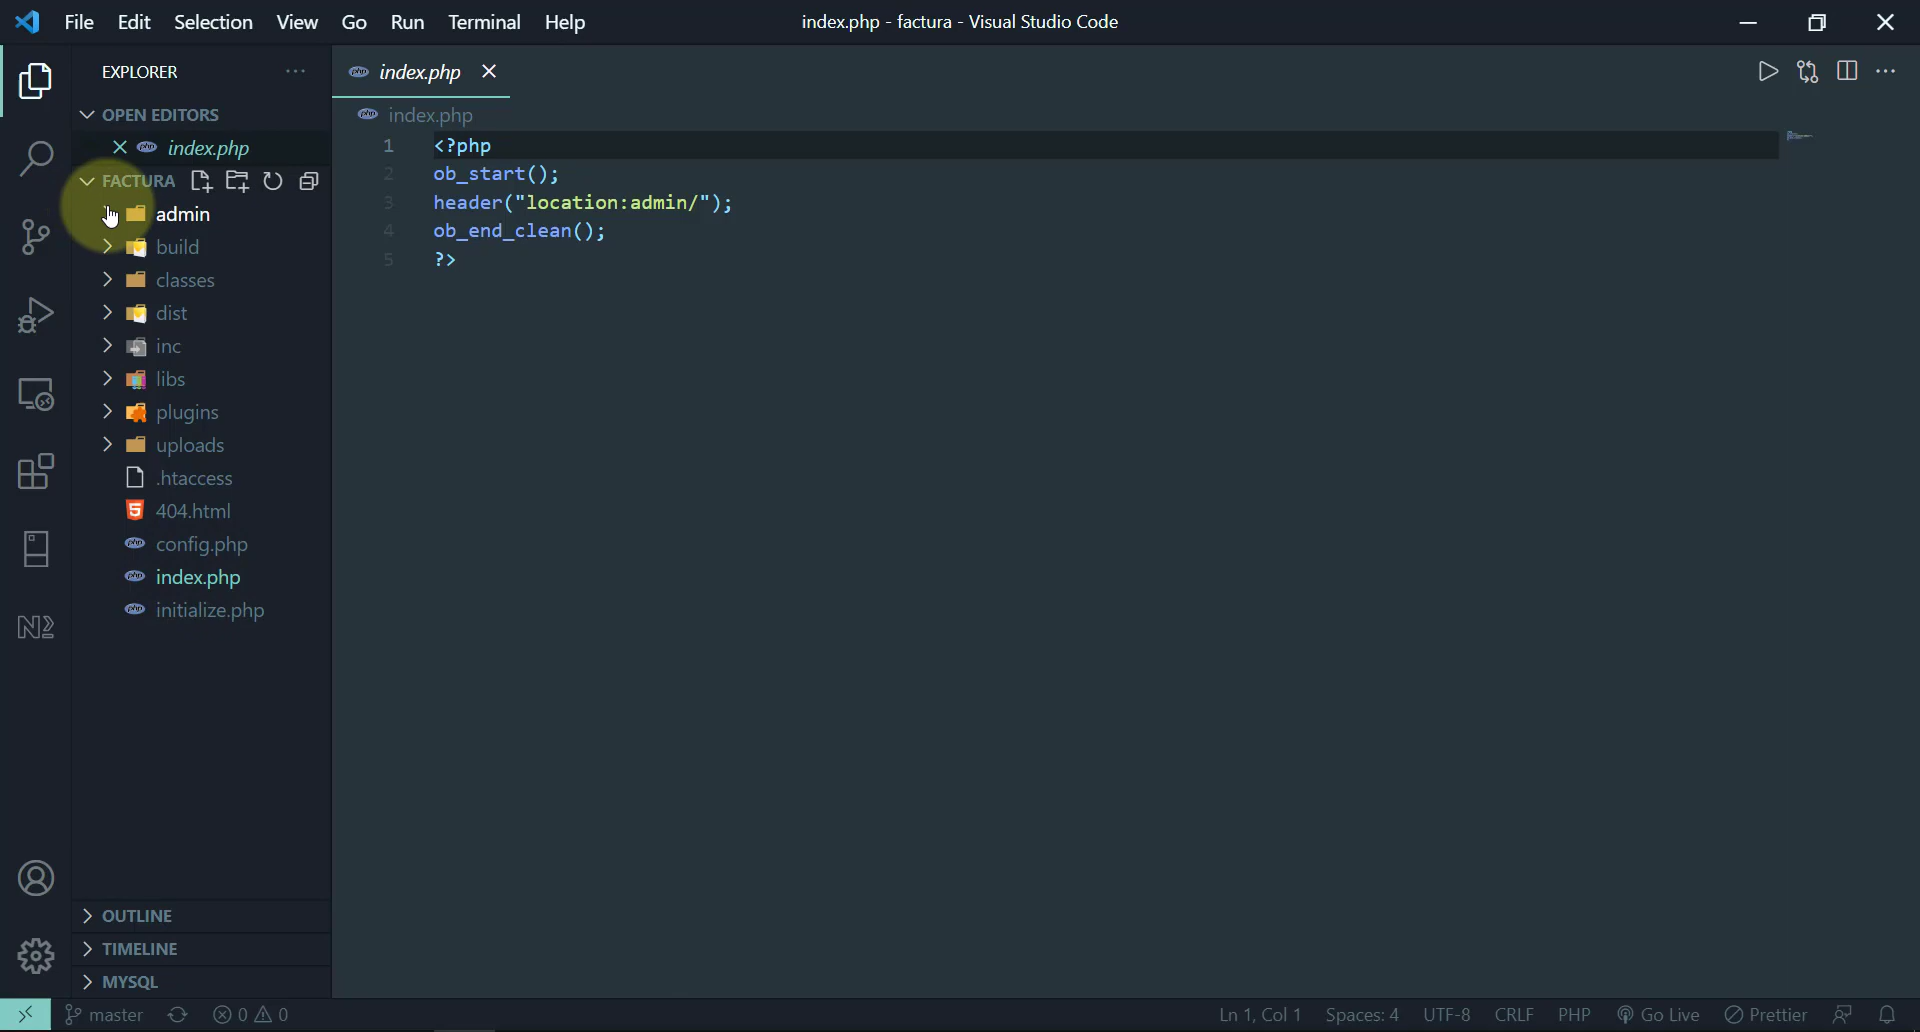 File Edit Selection View Go Run Terminal Help
index.php - factura - Visual Studio Code
EXPLORER
OPEN EDITORS
index.php
FACTURA
admin
build
classes
dist
inc
libs
plugins
uploads
.htaccess
404.html
config.php
index.php
initialize.php
OUTLINE
TIMELINE
MYSQL
index.php
index.php
1 <?php
2 ob_start();
3 header("location:admin/");
4 ob_end_clean();
5 ?>
master 0 0
Ln 1, Col 1 Spaces: 4 UTF-8 CRLF PHP Go Live Prettier